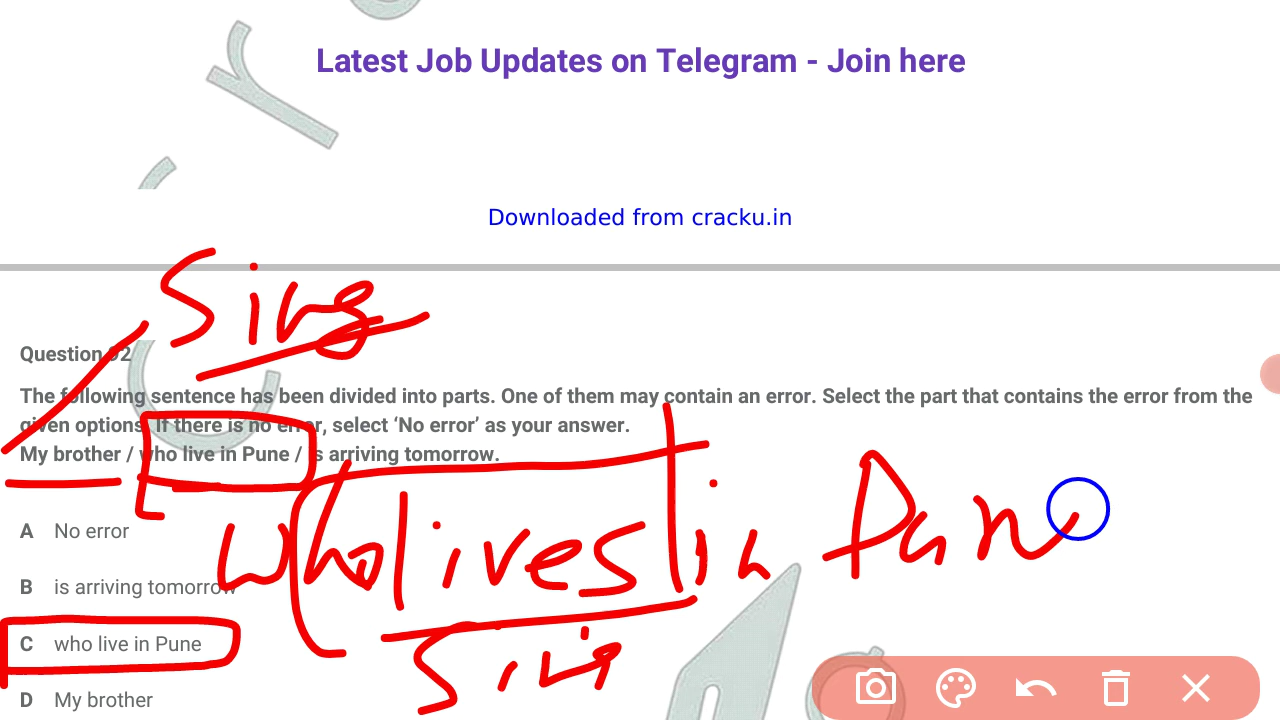 Latest Job Updates on Telegram - Join here
Downloaded from cracku.in
Sing
Question 92
The following sentence has been divided into parts. One of them may contain an error. Select the part that contains the error from the
given options. If there is no error, select ‘No error’ as your answer.
My brother / who live in Pune / is arriving tomorrow.
who lives in Pune
A No error
B is arriving tomorrow
Sing
C who live in Pune
D My brother